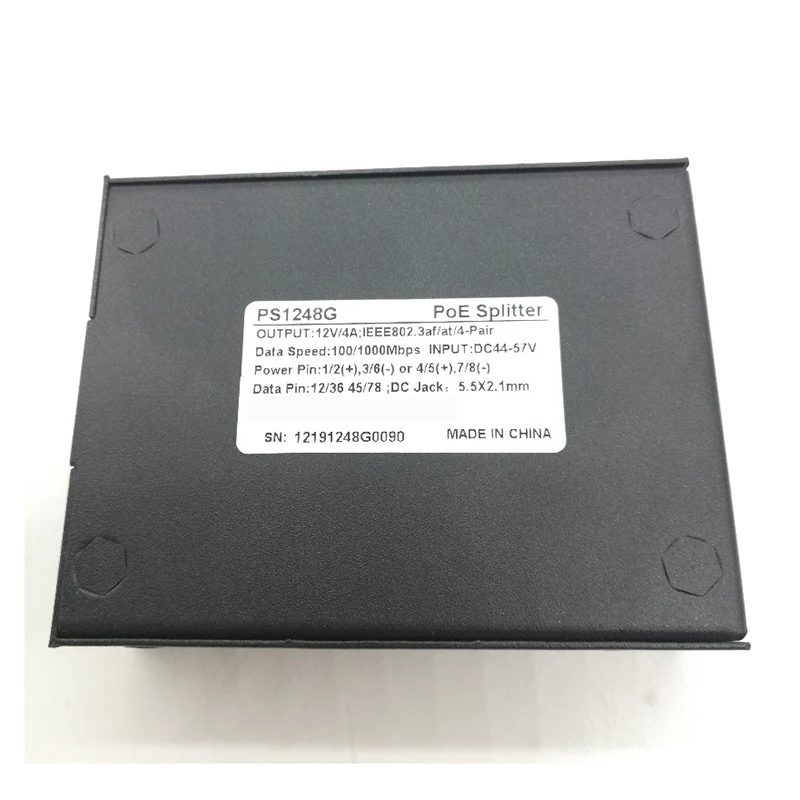 PS1248G PoE Splitter
OUTPUT:12V/4A;IEEE802.3af/at/4-Pair
Data Speed:100/1000Mbps INPUT:DC44-57V
Power Pin:1/2(+),3/6(-) or 4/5(+),7/8(-)
Data Pin:12/36 45/78 ;DC Jack: 5.5X2.1mm
SN: 12191248G0090 MADE IN CHINA